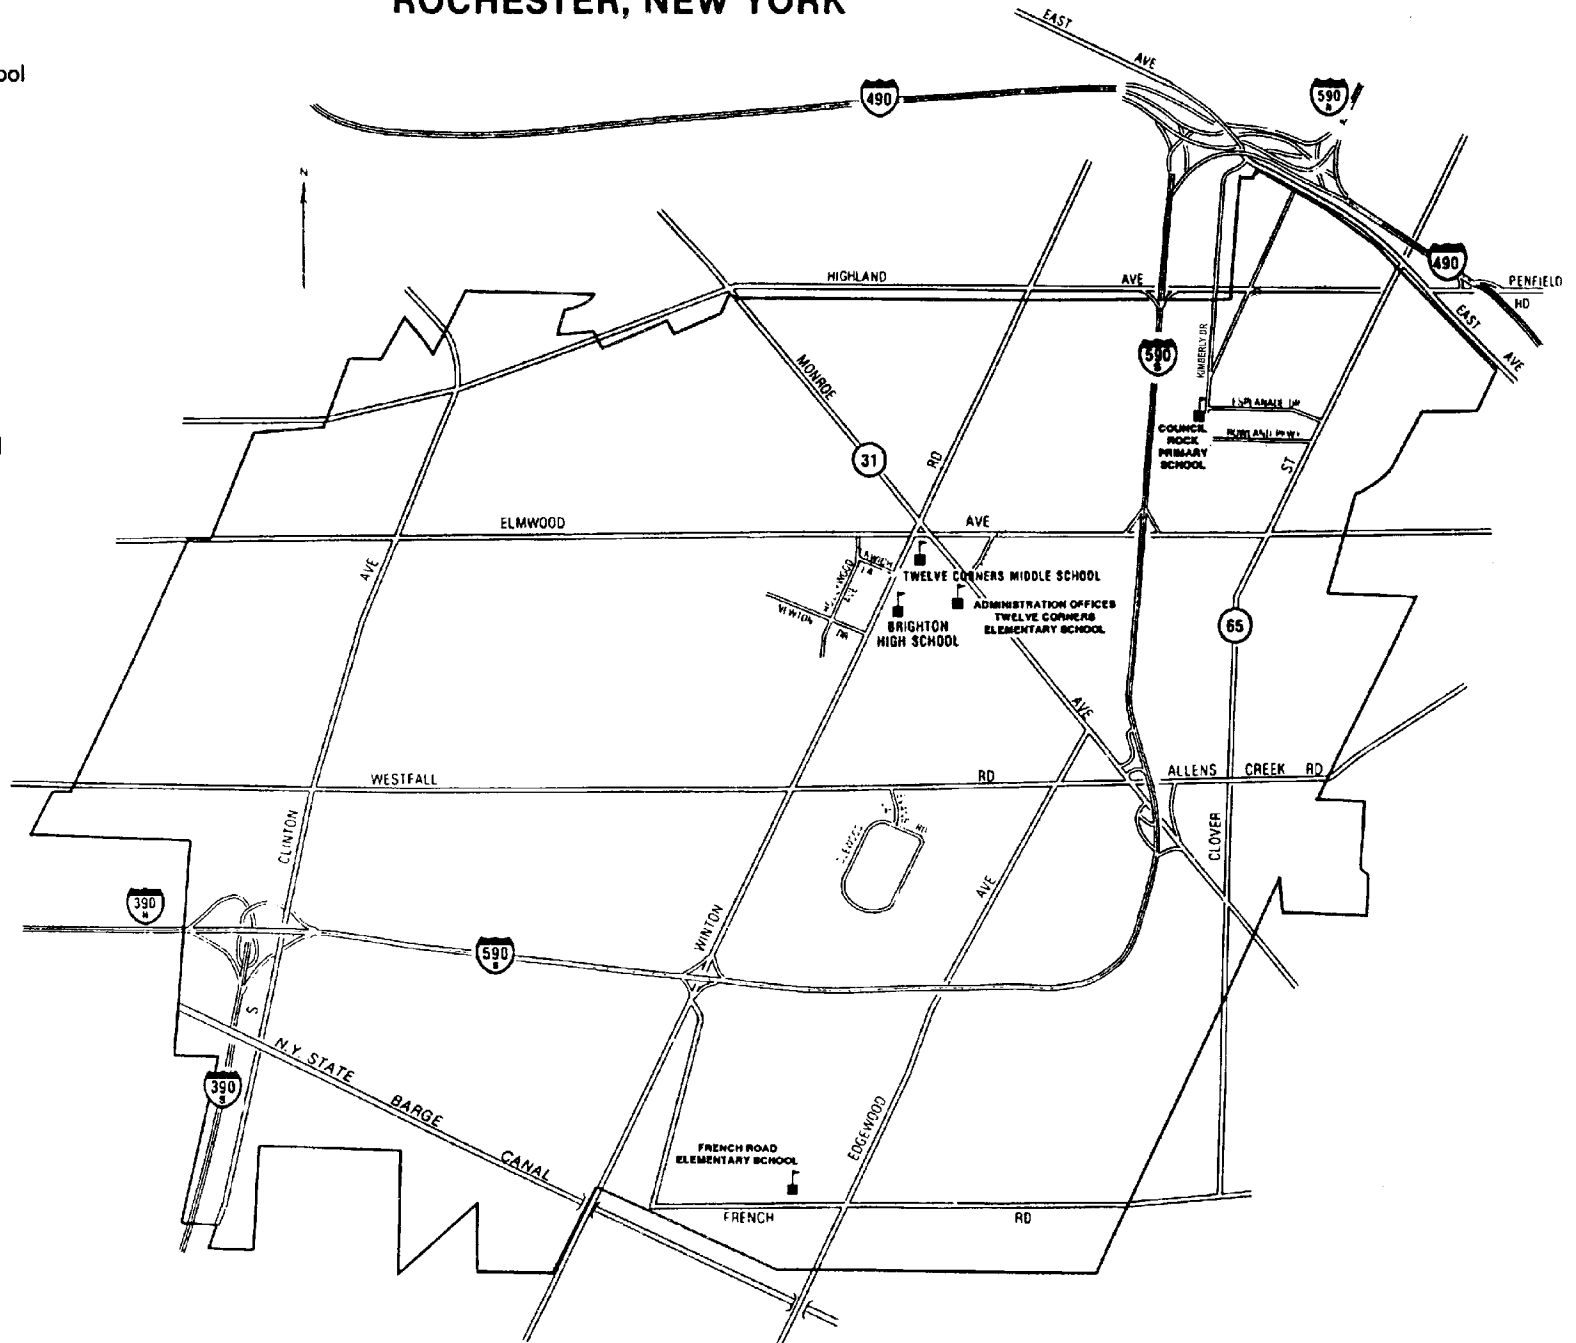 ROCHESTER, NEW YORK
ool
EAST
AVE
490
590
N
N
490
HIGHLAND
AVE
PENFIELD
RD
EAST
AVE
590
S
KIMBERLY DR
MONROE
ESPLANADE DR
COUNCIL
ROCK
PRIMARY
SCHOOL
31
RD
ST
ELMWOOD
AVE
AVE
TWELVE CORNERS MIDDLE SCHOOL
ADMINISTRATION OFFICES
TWELVE CORNERS
ELEMENTARY SCHOOL
BRIGHTON
HIGH SCHOOL
DR
65
AVE
WESTFALL
RD
ALLENS
CREEK
RD
CLINTON
CLOVER
AVE
390
N
590
S
WINTON
S
N.Y. STATE
BARGE
CANAL
390
S
EDGEWOOD
FRENCH ROAD
ELEMENTARY SCHOOL
FRENCH
RD